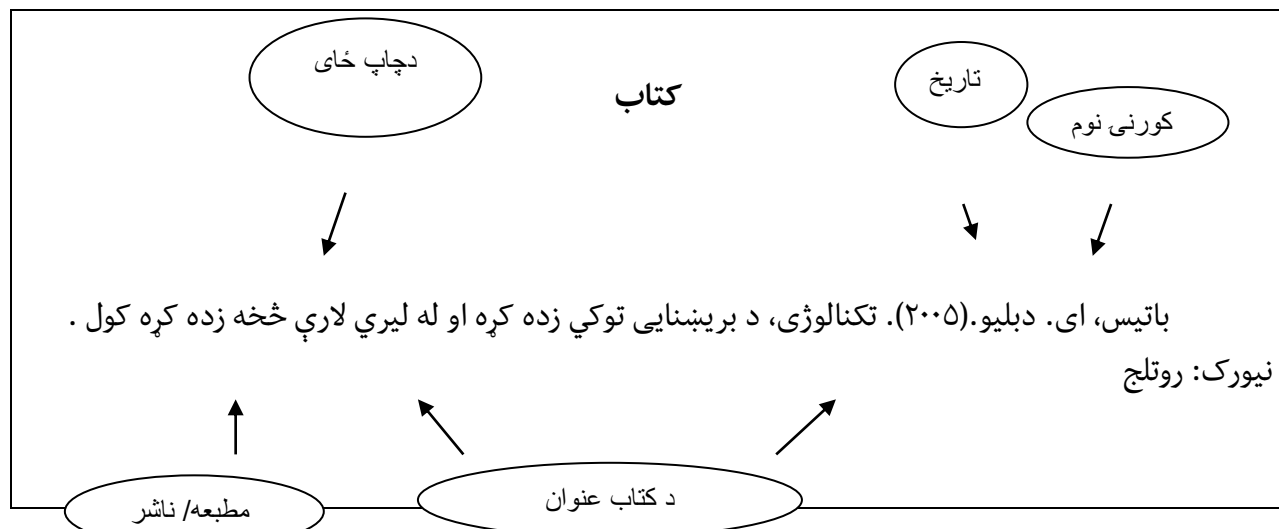 دچاپ ځای
کتاب
تاریخ
کورنۍ نوم
باتیس، ای. دبلیو.(۲۰۰۵). تکنالوژی، د بریښنایی توکي زده کړه او له لیري لارې څخه زده کړه کول .
نیورک: روتلج
مطبعه/ ناشر
د کتاب عنوان